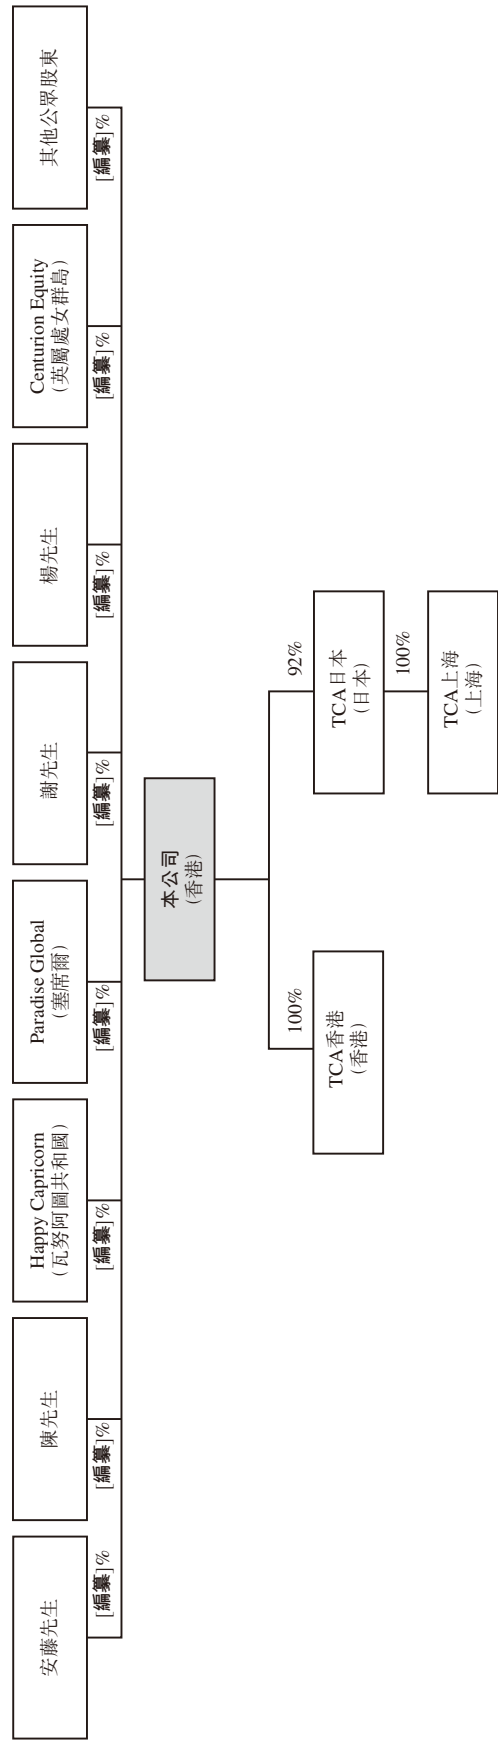 安藤先生
陳先生
Happy Capricorn
（瓦努阿圖共和國）
Paradise Global
（塞席爾）
謝先生
楊先生
Centurion Equity
（英屬處女群島）
其他公眾股東
[編纂]%
[編纂]%
[編纂]%
[編纂]%
[編纂]%
[編纂]%
[編纂]%
[編纂]%
本公司
（香港）
100%
92%
TCA香港
（香港）
TCA日本
（日本）
100%
TCA上海
（上海）